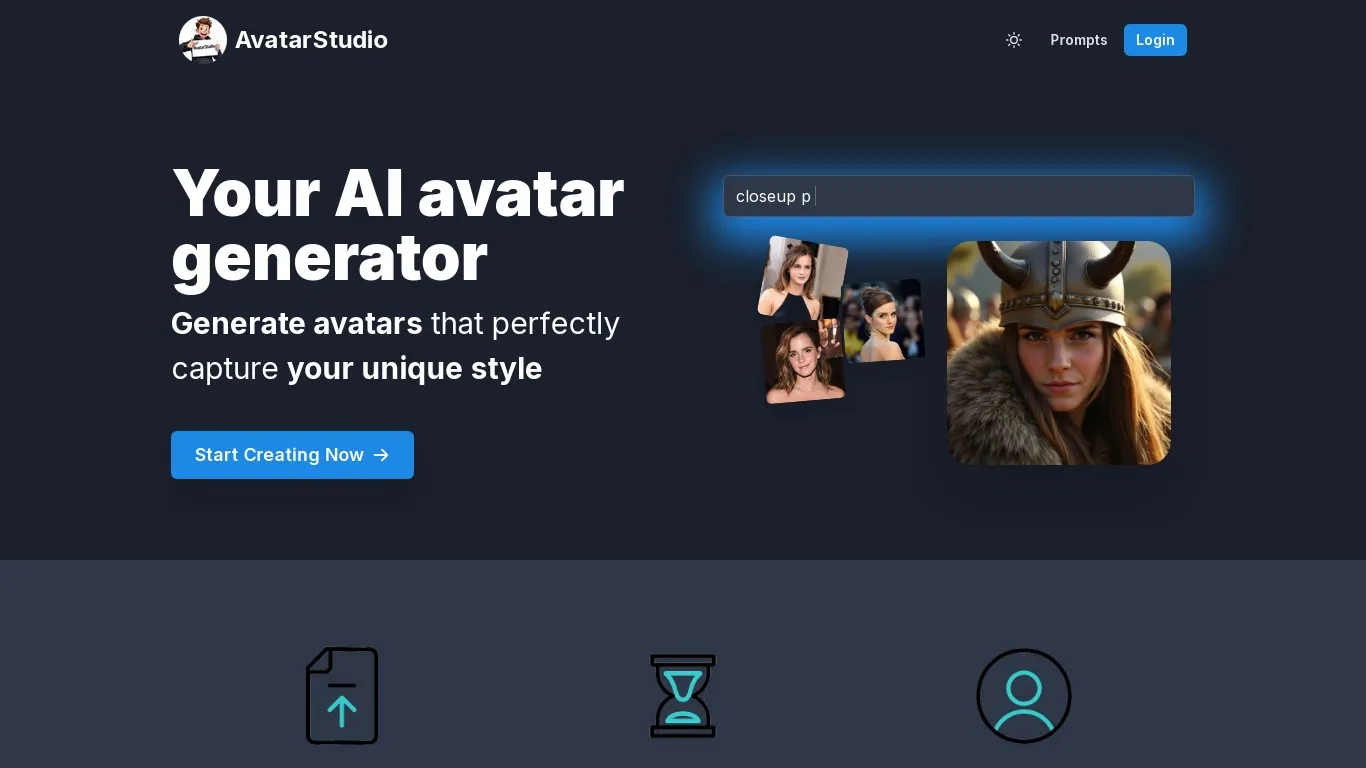 AvatarStudio
AvatarStudio
Prompts
Login
Your AI avatar
generator
Generate avatars that perfectly
capture your unique style
Start Creating Now
closeup p